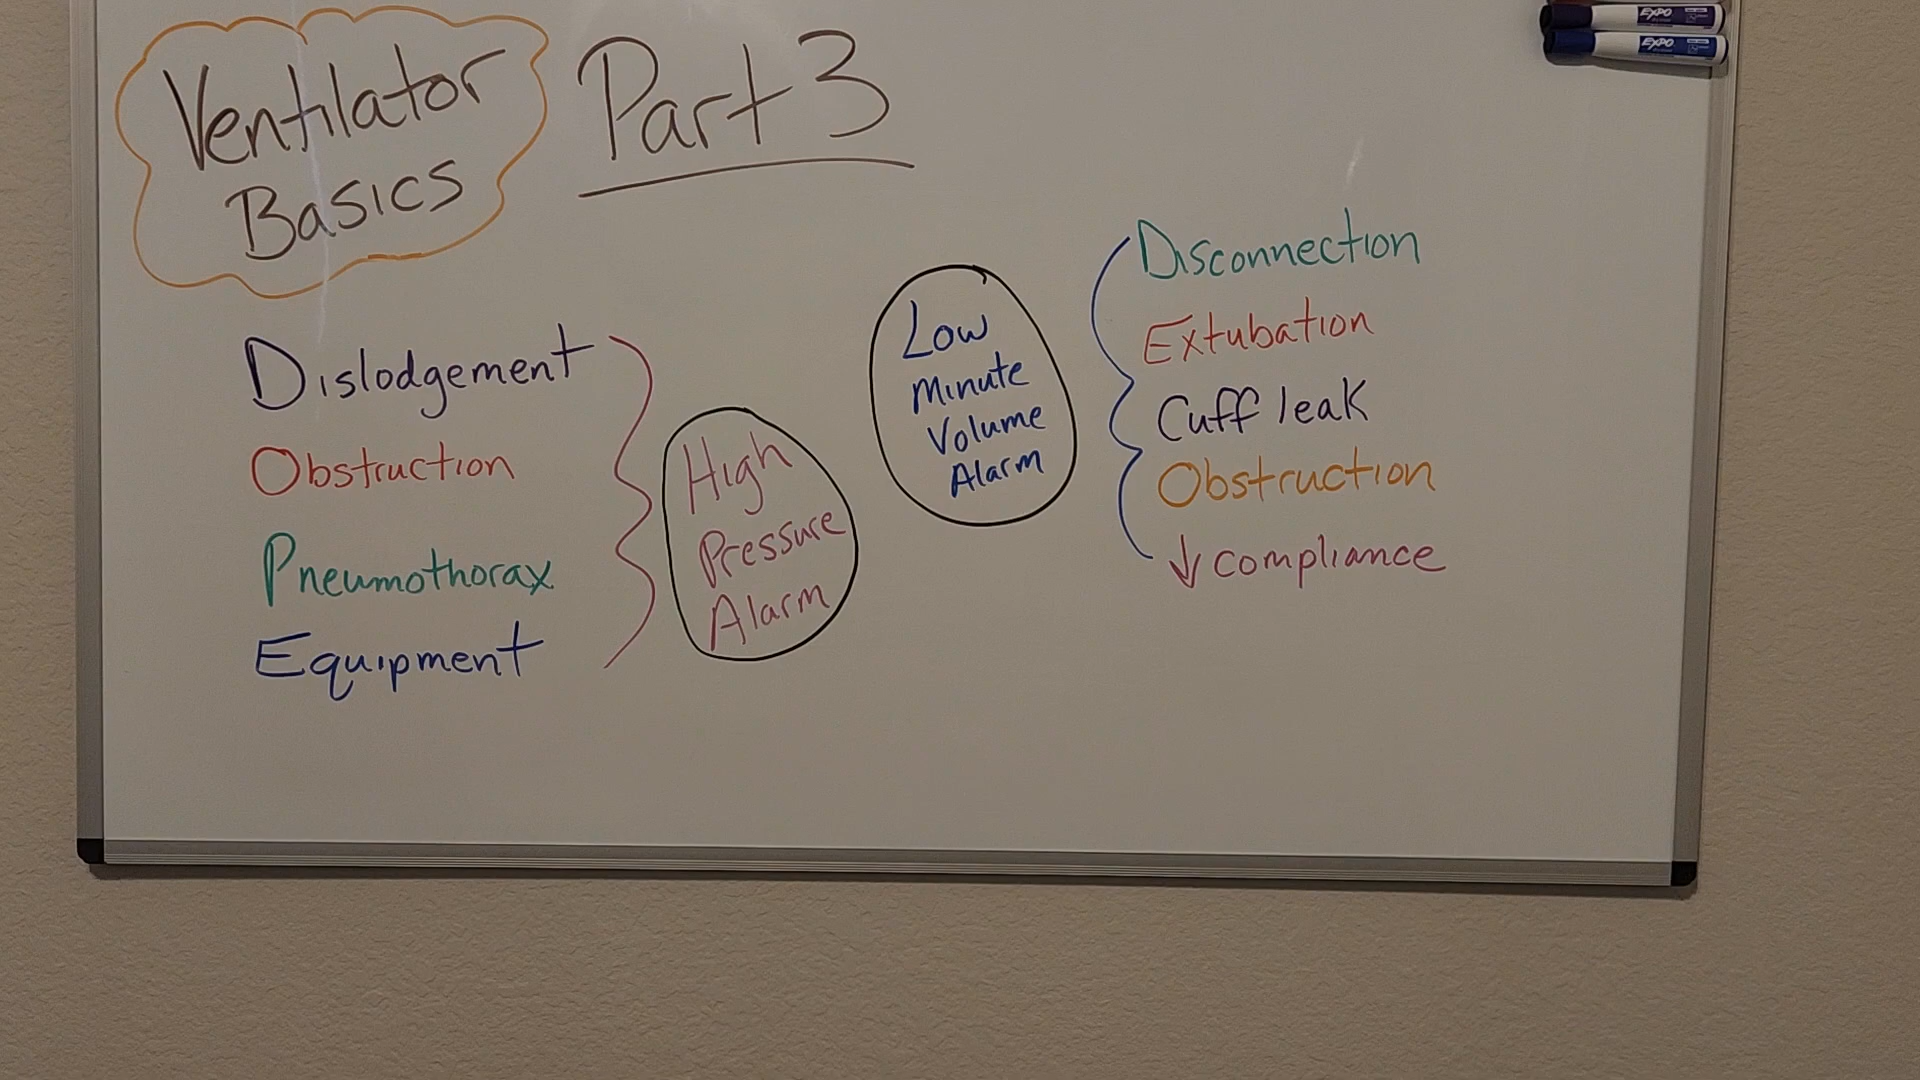 Ventilator
Basics
Part 3
Dislodgement
Obstruction
Pneumothorax
Equipment
High
Pressure
Alarm
Low
Minute
Volume
Alarm
Disconnection
Extubation
Cuff leak
Obstruction
↓ compliance
EXPO
EXPO